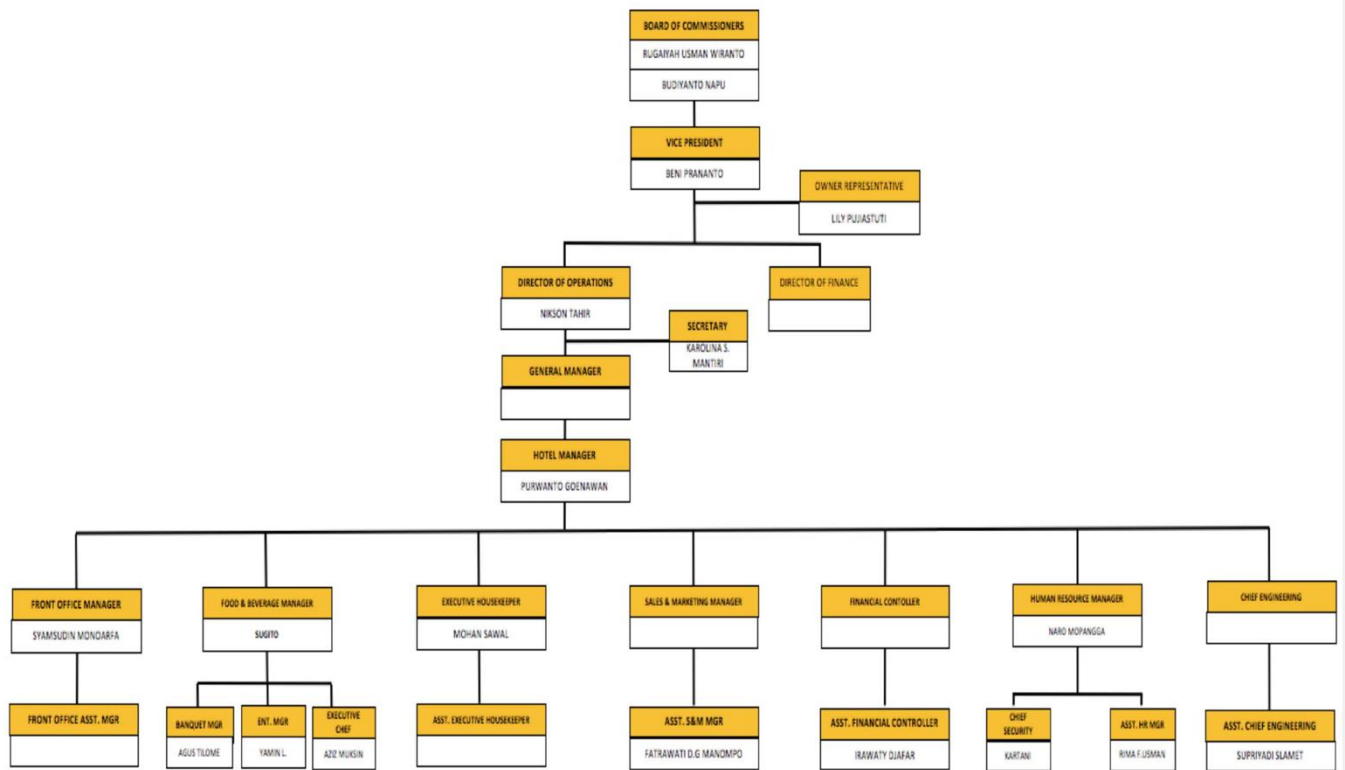 BOARD OF COMMISSIONERS
RUGAIYAH USMAN WIRANTO
BUDIYANTO NAPU
VICE PRESIDENT
BENI PRANANTO
OWNER REPRESENTATIVE
LILY PUJIASTUTI
DIRECTOR OF OPERATIONS
NIKSON TAHIR
DIRECTOR OF FINANCE
SECRETARY
KAROLINA S.
MANTIRI
GENERAL MANAGER
HOTEL MANAGER
PURWANTO GOENAWAN
FRONT OFFICE MANAGER
SYAMSUDIN MONOARFA
FOOD & BEVERAGE MANAGER
SUGITO
EXECUTIVE HOUSEKEEPER
MOHAN SAWAL
SALES & MARKETING MANAGER
FINANCIAL CONTOLLER
HUMAN RESOURCE MANAGER
NARO MOPANGGA
CHIEF ENGINEERING
FRONT OFFICE ASST. MGR
BANQUET MGR
AGUS TILOME
ENT. MGR
YAMIN L.
EXECUTIVE
CHEF
AZIZ MUKSIN
ASST. EXECUTIVE HOUSEKEEPER
ASST. S&M MGR
FATRAWATI D.G MANOMPO
ASST. FINANCIAL CONTROLLER
IRAWATY DJAFAR
CHIEF
SECURITY
KARTANI
ASST. HR MGR
RIMA F.USMAN
ASST. CHIEF ENGINEERING
SUPRIYADI SLAMET